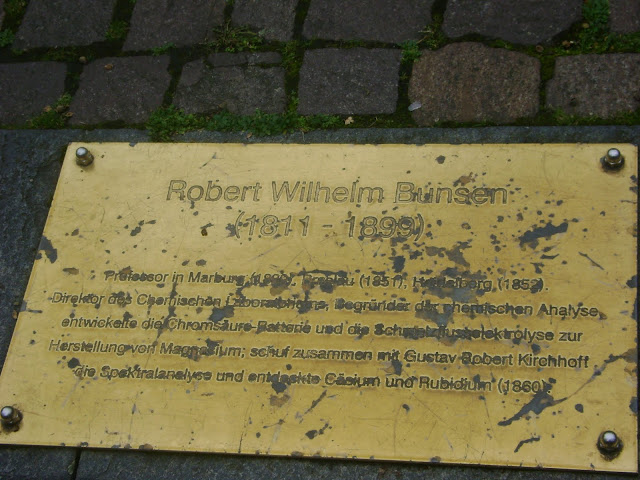 Robert Wilhelm Bunsen
(1811 - 1899)
Professor in Marburg Breslau (1851), Heidelberg (1852).
Direktor des Chemischen Laboratoriums, Begründer der chemischen Analyse,
entwickelte die Chromsäure-Batterie und die Schmelzflusselektrolyse zur
Herstellung von Magnesium; schuf zusammen mit Gustav Robert Kirchhoff
die Spektralanalyse und entdeckte Cäsium und Rubidium (1860).